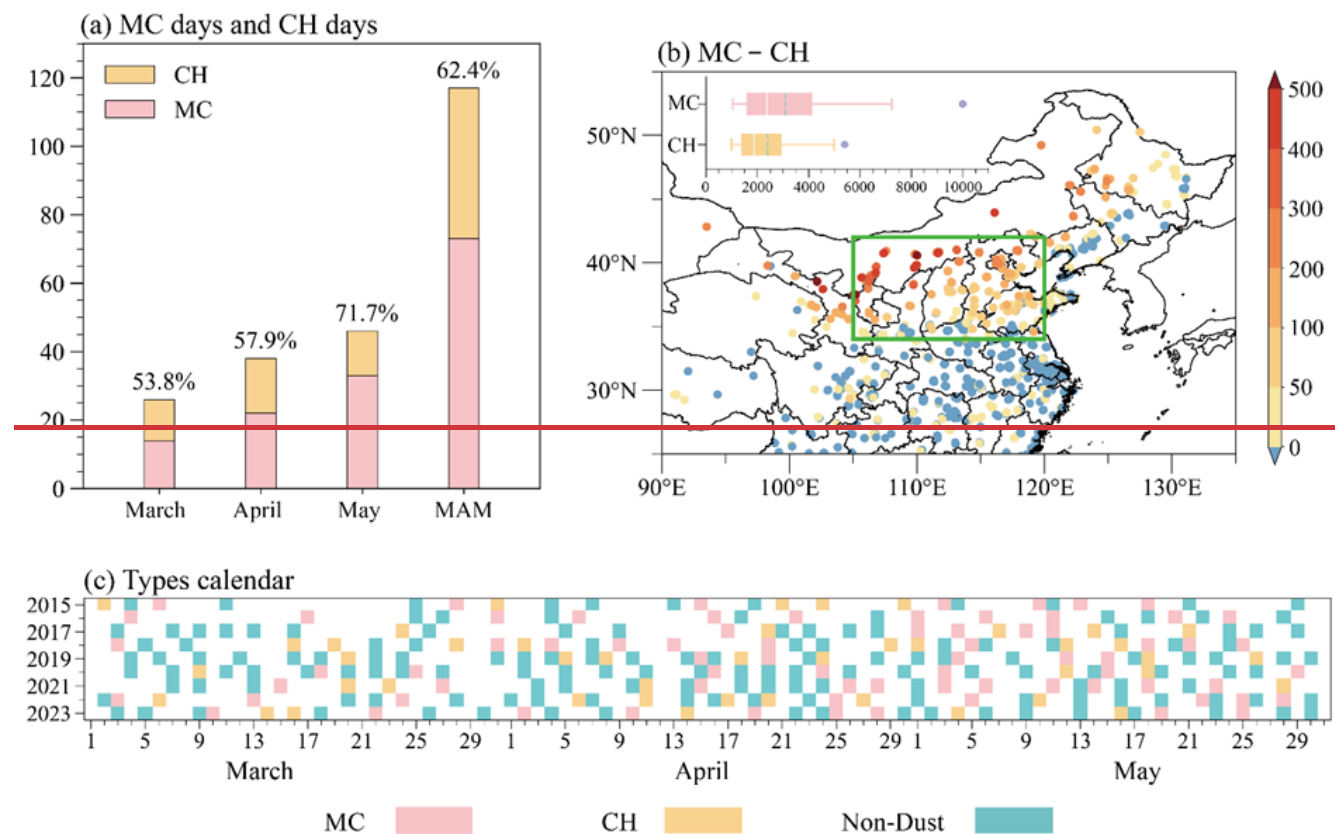 (a) MC days and CH days
CH
MC
120
100
80
60
40
20
0
53.8%
57.9%
71.7%
62.4%
March April May MAM
(b) MC − CH
MC
CH
0 2000 4000 6000 8000 10000
50°N
40°N
30°N
90°E 100°E 110°E 120°E 130°E
500
400
300
200
100
50
0
(c) Types calendar
2015
2017
2019
2021
2023
1 5 9 13 17 21 25 29 1 5 9 13 17 21 25 29 1 5 9 13 17 21 25 29
March April May
MC CH Non-Dust